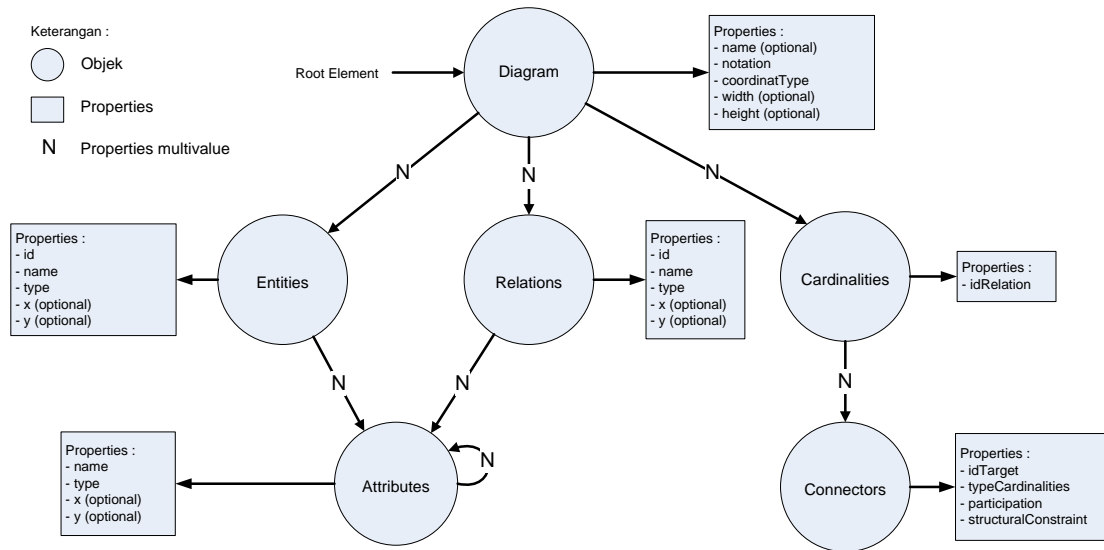 Keterangan :
Objek
Properties
N
Properties multivalue
Root Element
Diagram
Properties :
- name (optional)
- notation
- coordinatType
- width (optional)
- height (optional)
N
N
N
Properties :
- id
- name
- type
- x (optional)
- y (optional)
Entities
Relations
Properties :
- id
- name
- type
- x (optional)
- y (optional)
Cardinalities
Properties :
- idRelation
N
N
N
Properties :
- name
- type
- x (optional)
- y (optional)
Attributes
N
Connectors
Properties :
- idTarget
- typeCardinalities
- participation
- structuralConstraint